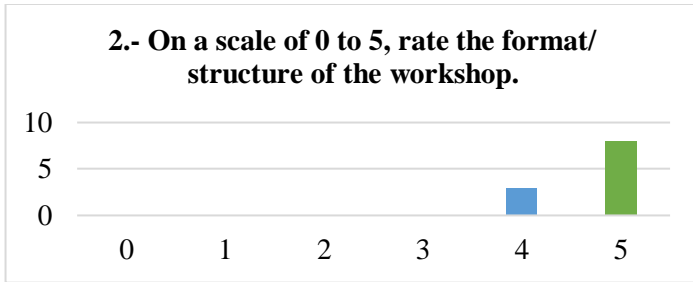 2.- On a scale of 0 to 5, rate the format/
structure of the workshop.
10
5
0
0 1 2 3 4 5